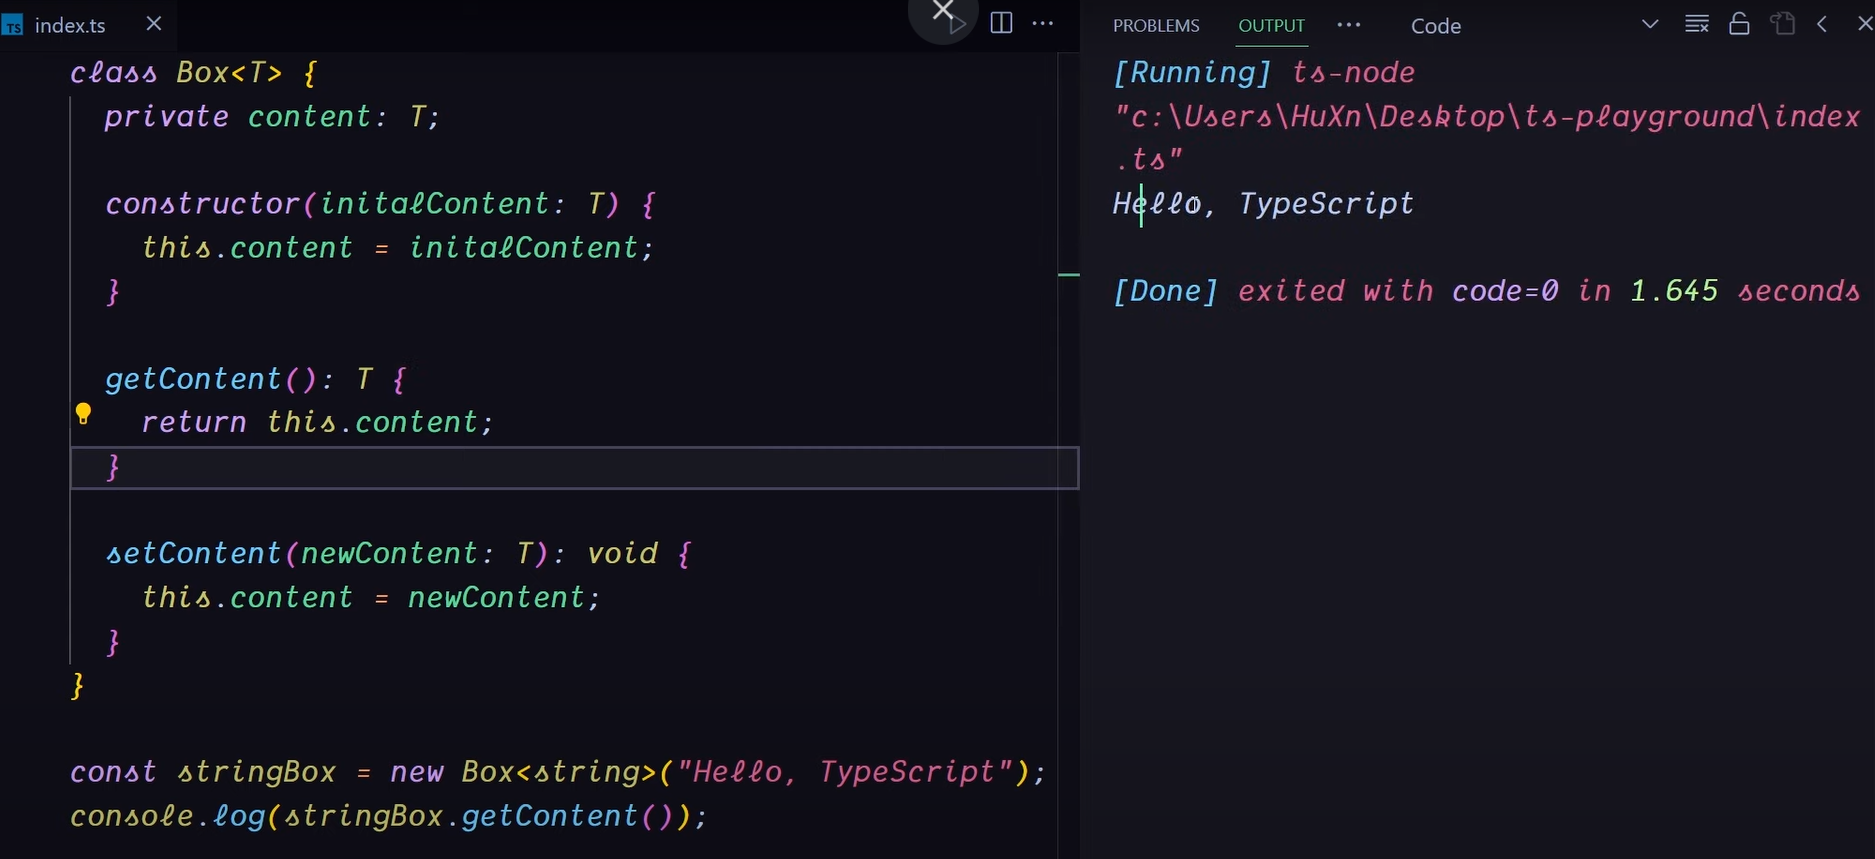 TS index.ts
class Box<T> {
private content: T;
constructor(initalContent: T) {
this.content = initalContent;
}
getContent(): T {
return this.content;
}
setContent(newContent: T): void {
this.content = newContent;
}
}
const stringBox = new Box<string>("Hello, TypeScript");
console.log(stringBox.getContent());
PROBLEMS OUTPUT ··· Code
[Running] ts-node
"c:\Users\HuXn\Desktop\ts-playground\index
.ts"
Hello, TypeScript
[Done] exited with code=0 in 1.645 seconds